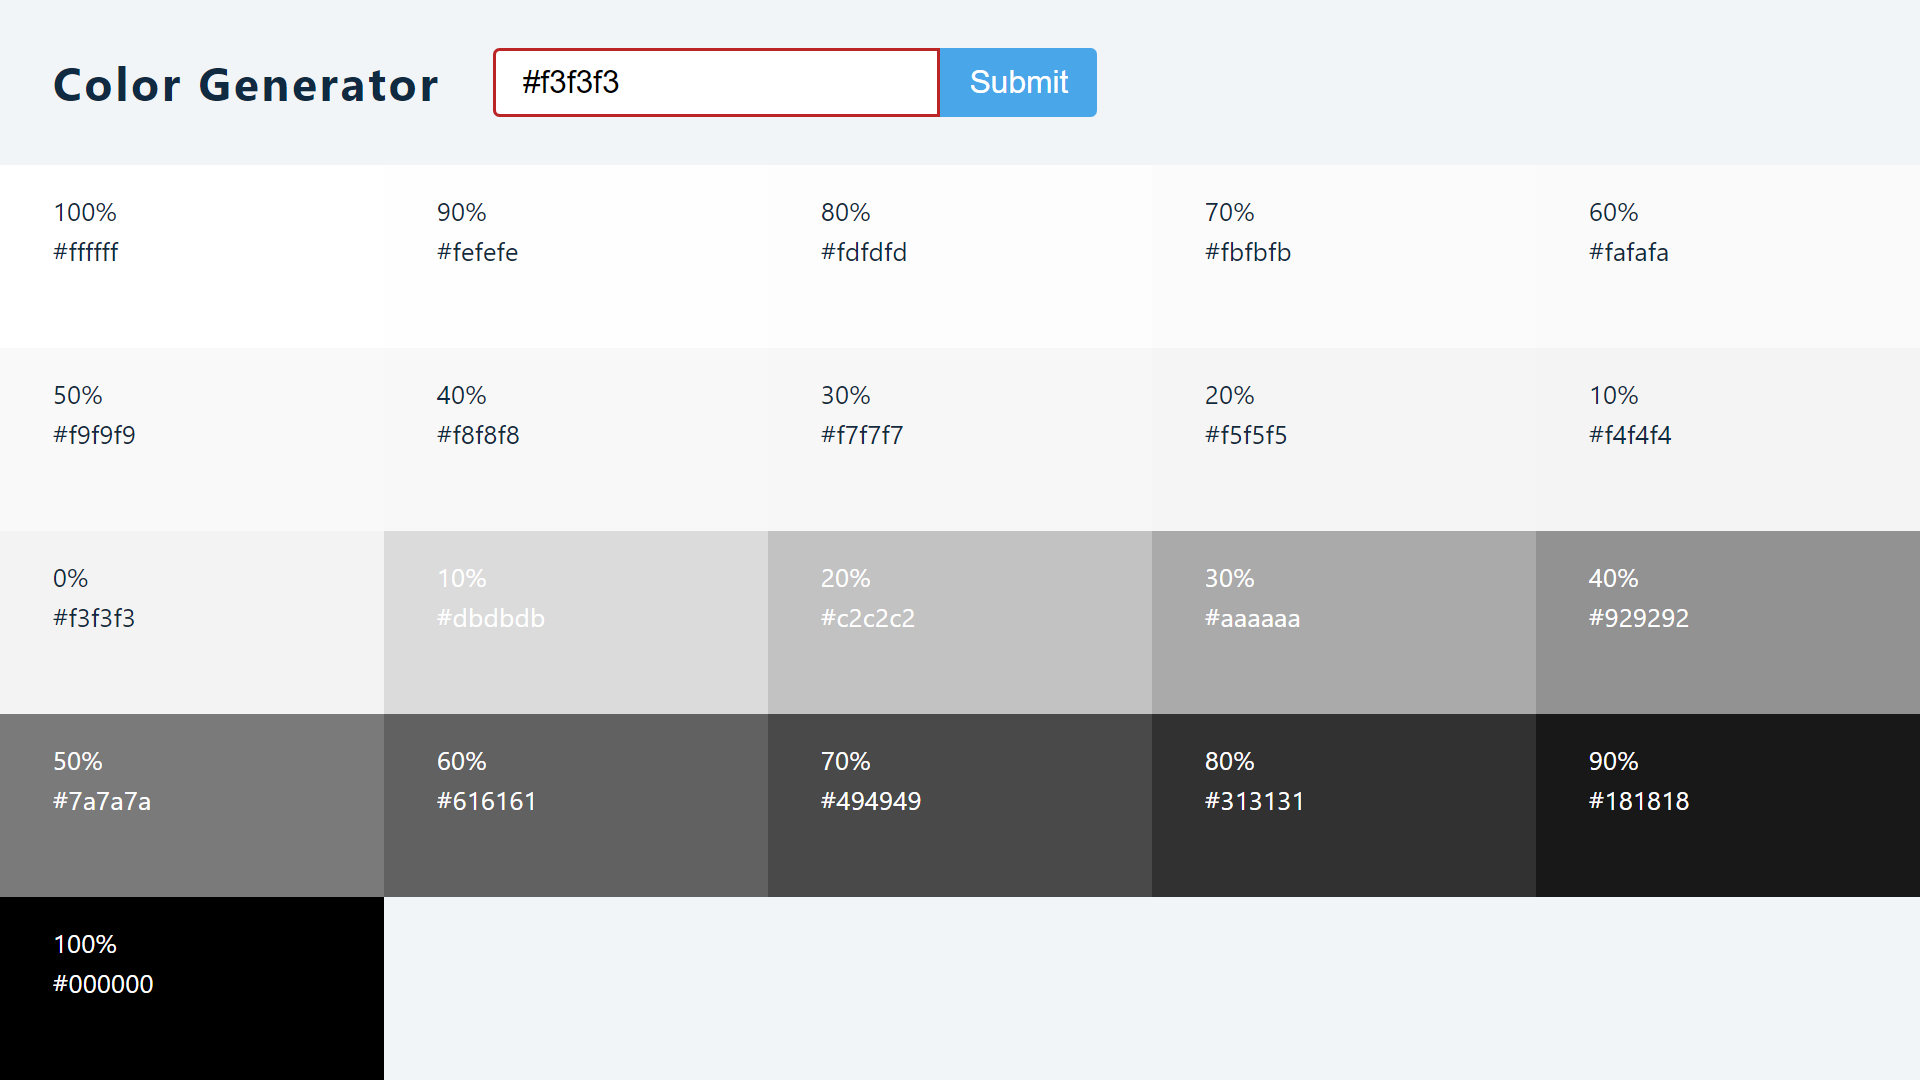 Color Generator
#f3f3f3
Submit
100%
#ffffff
90%
#fefefe
80%
#fdfdfd
70%
#fbfbfb
60%
#fafafa
50%
#f9f9f9
40%
#f8f8f8
30%
#f7f7f7
20%
#f5f5f5
10%
#f4f4f4
0%
#f3f3f3
10%
#dbdbdb
20%
#c2c2c2
30%
#aaaaaa
40%
#929292
50%
#7a7a7a
60%
#616161
70%
#494949
80%
#313131
90%
#181818
100%
#000000